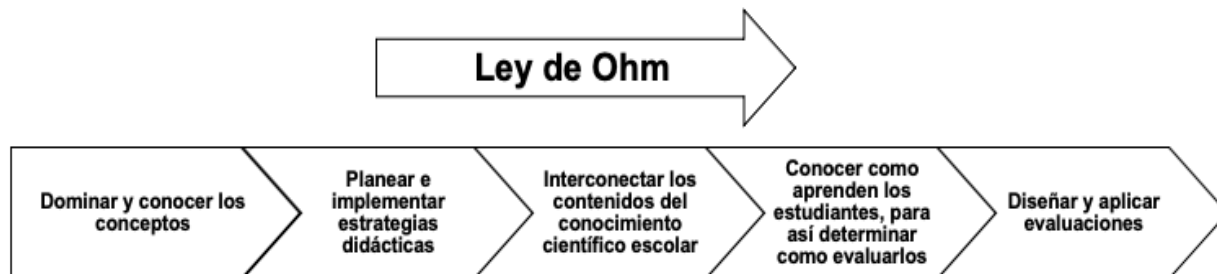 Ley de Ohm
Dominar y conocer los
conceptos
Planear e
implementar
estrategias
didácticas
Interconectar los
contenidos del
conocimiento
científico escolar
Conocer como
aprenden los
estudiantes, para
así determinar
como evaluarlos
Diseñar y aplicar
evaluaciones